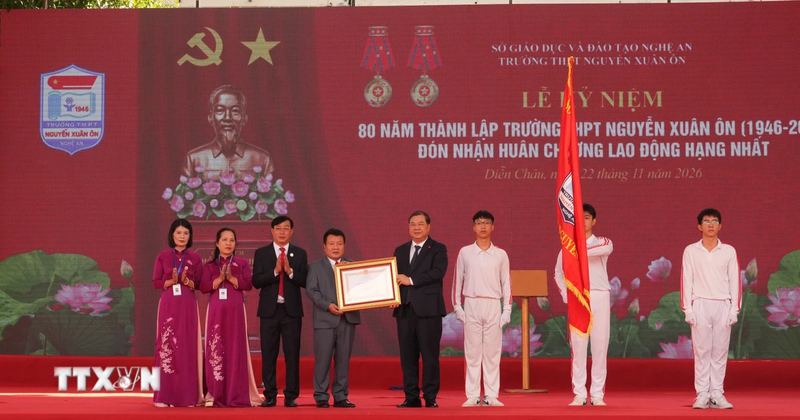 SỞ GIÁO DỤC VÀ ĐÀO TẠO NGHỆ AN
TRƯỜNG THPT NGUYỄN XUÂN ÔN
LỄ KỶ NIỆM
80 NĂM THÀNH LẬP TRƯỜNG THPT NGUYỄN XUÂN ÔN (1946-20
ĐÓN NHẬN HUÂN CHƯƠNG LAO ĐỘNG HẠNG NHẤT
Diễn Châu, 22 tháng 11 năm 2026
1946
TRƯỜNG THPT
NGUYỄN XUÂN ÔN
NGHỆ AN
TTXVN